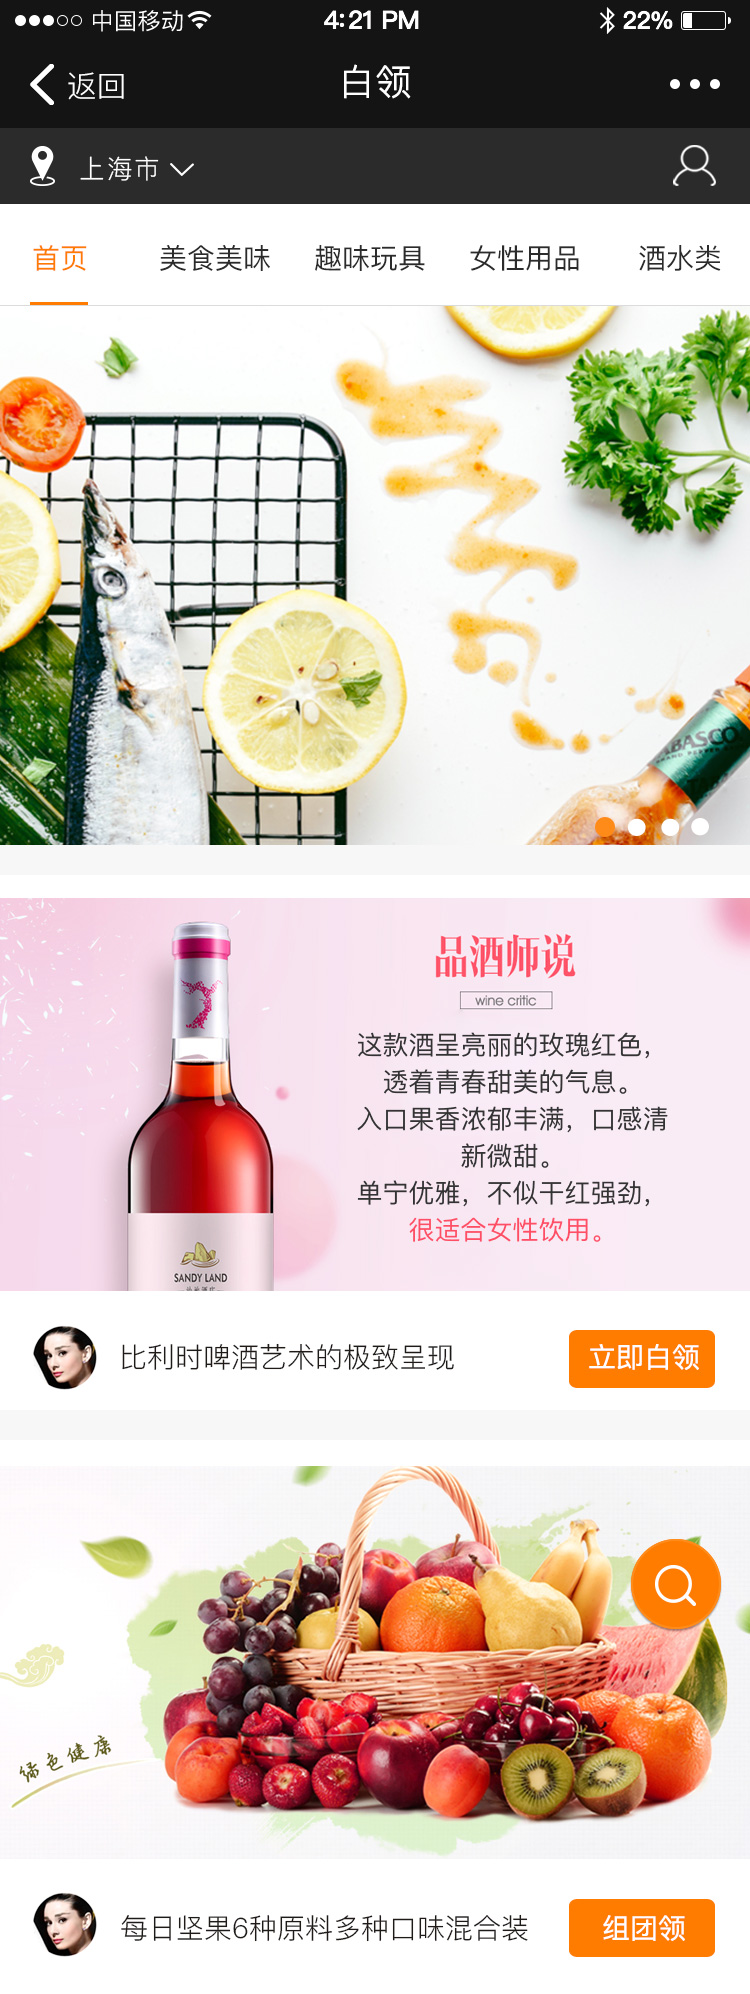 中国移动 4:21 PM 22%
返回 白领
上海市
首页 美食美味 趣味玩具 女性用品 酒水类
ABASCO
品酒师说
wine critic
这款酒呈亮丽的玫瑰红色，
透着青春甜美的气息。
入口果香浓郁丰满，口感清
新微甜。
单宁优雅，不似干红强劲，
很适合女性饮用。
SANDY LAND
比利时啤酒艺术的极致呈现 立即白领
绿色健康
每日坚果6种原料多种口味混合装 组团领